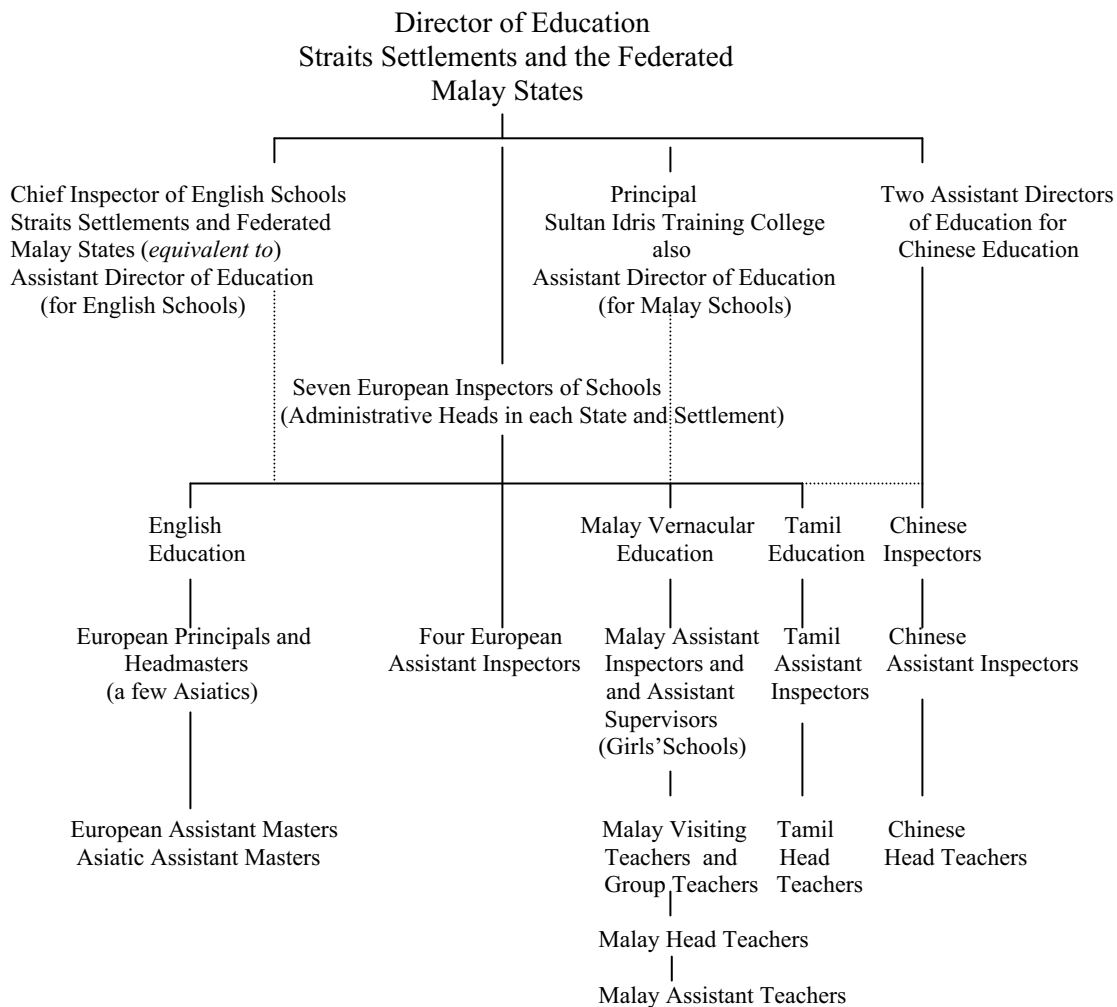 Director of Education
Straits Settlements and the Federated
Malay States
Chief Inspector of English Schools
Straits Settlements and Federated
Malay States (equivalent to)
Assistant Director of Education
(for English Schools)
Principal
Sultan Idris Training College
also
Assistant Director of Education
(for Malay Schools)
Two Assistant Directors
of Education for
Chinese Education
Seven European Inspectors of Schools
(Administrative Heads in each State and Settlement)
English
Education
Malay Vernacular
Education
Tamil
Education
Chinese
Inspectors
European Principals and
Headmasters
(a few Asiatics)
Four European
Assistant Inspectors
Malay Assistant
Inspectors and
and Assistant
Supervisors
(Girls'Schools)
Tamil
Assistant
Inspectors
Chinese
Assistant Inspectors
European Assistant Masters
Asiatic Assistant Masters
Malay Visiting
Teachers and
Group Teachers
Tamil
Head
Teachers
Chinese
Head Teachers
Malay Head Teachers
Malay Assistant Teachers